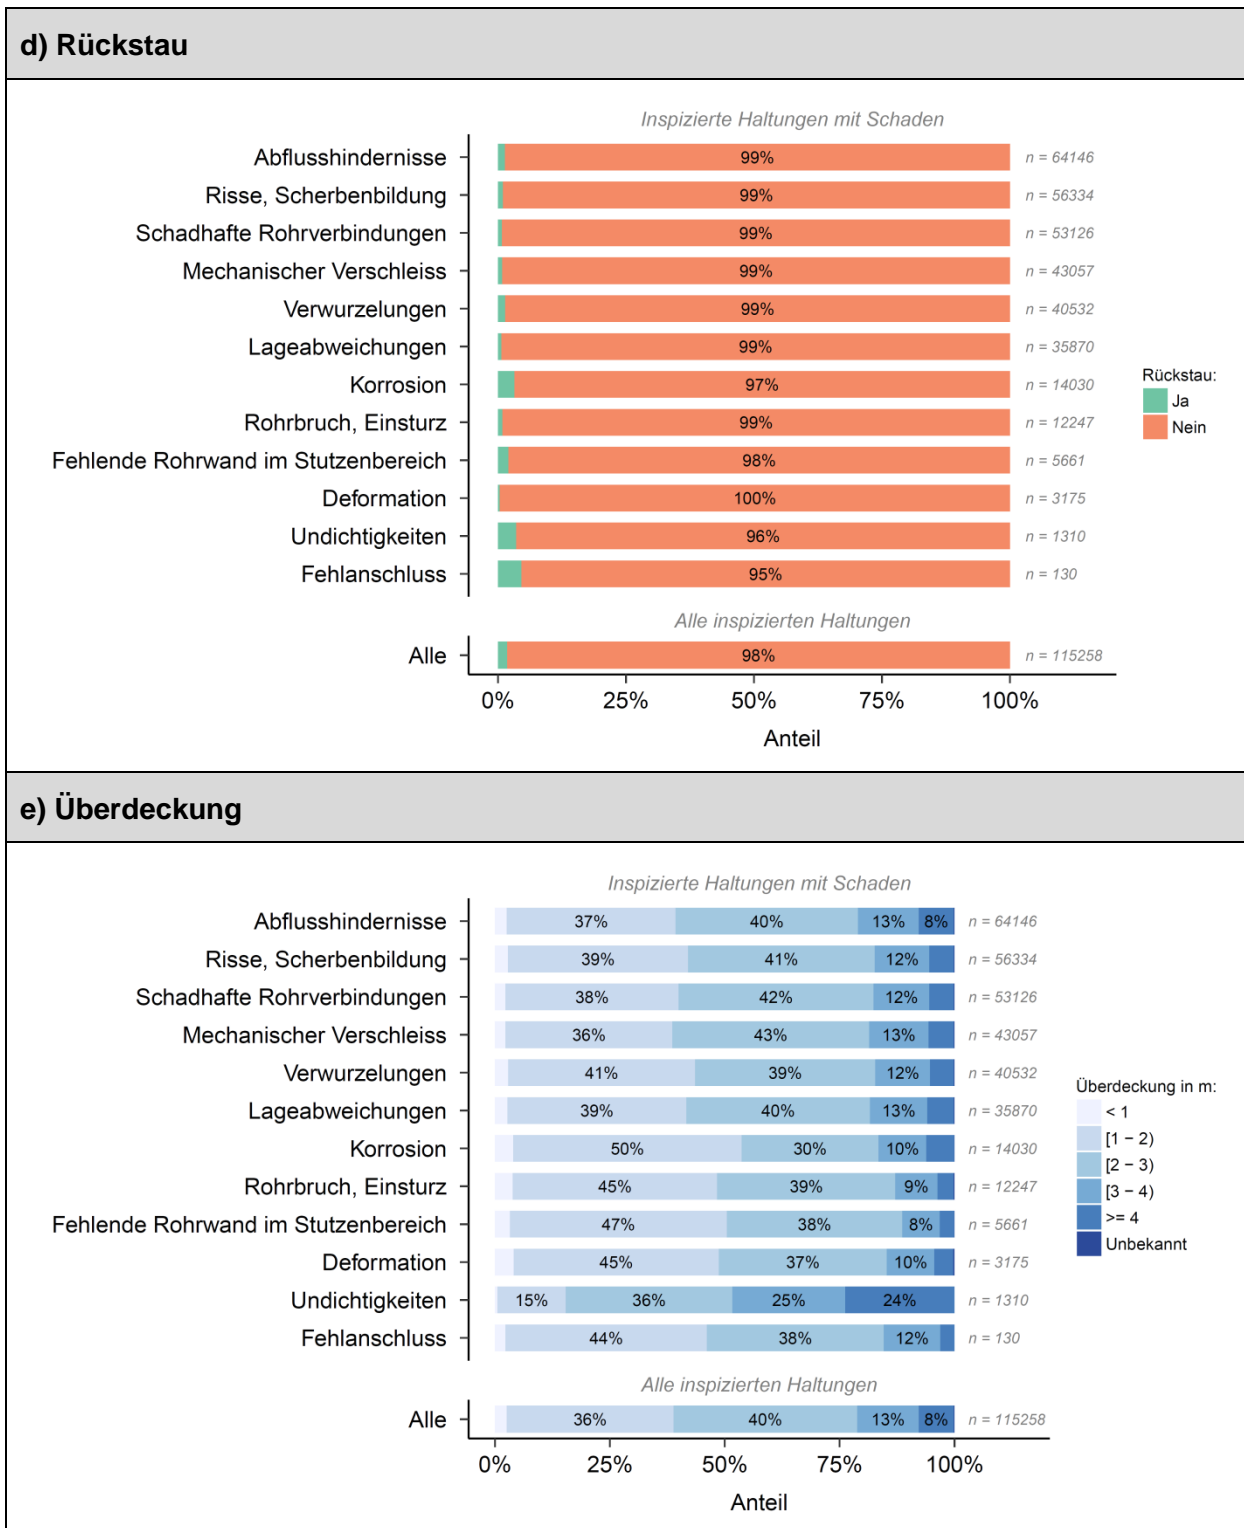 d) Rückstau
Inspizierte Haltungen mit Schaden
Abflusshindernisse 99% n = 64146
Risse, Scherbenbildung 99% n = 56334
Schadhafte Rohrverbindungen 99% n = 53126
Mechanischer Verschleiss 99% n = 43057
Verwurzelungen 99% n = 40532
Lageabweichungen 99% n = 35870
Korrosion 97% n = 14030
Rohrbruch, Einsturz 99% n = 12247
Fehlende Rohrwand im Stutzenbereich 98% n = 5661
Deformation 100% n = 3175
Undichtigkeiten 96% n = 1310
Fehlanschluss 95% n = 130
Rückstau:
Ja
Nein
Alle inspizierten Haltungen
Alle 98% n = 115258
0% 25% 50% 75% 100%
Anteil
e) Überdeckung
Inspizierte Haltungen mit Schaden
Abflusshindernisse 37% 40% 13% 8% n = 64146
Risse, Scherbenbildung 39% 41% 12% n = 56334
Schadhafte Rohrverbindungen 38% 42% 12% n = 53126
Mechanischer Verschleiss 36% 43% 13% n = 43057
Verwurzelungen 41% 39% 12% n = 40532
Lageabweichungen 39% 40% 13% n = 35870
Korrosion 50% 30% 10% n = 14030
Rohrbruch, Einsturz 45% 39% 9% n = 12247
Fehlende Rohrwand im Stutzenbereich 47% 38% 8% n = 5661
Deformation 45% 37% 10% n = 3175
Undichtigkeiten 15% 36% 25% 24% n = 1310
Fehlanschluss 44% 38% 12% n = 130
Überdeckung in m:
< 1
[1 − 2)
[2 − 3)
[3 − 4)
>= 4
Unbekannt
Alle inspizierten Haltungen
Alle 36% 40% 13% 8% n = 115258
0% 25% 50% 75% 100%
Anteil